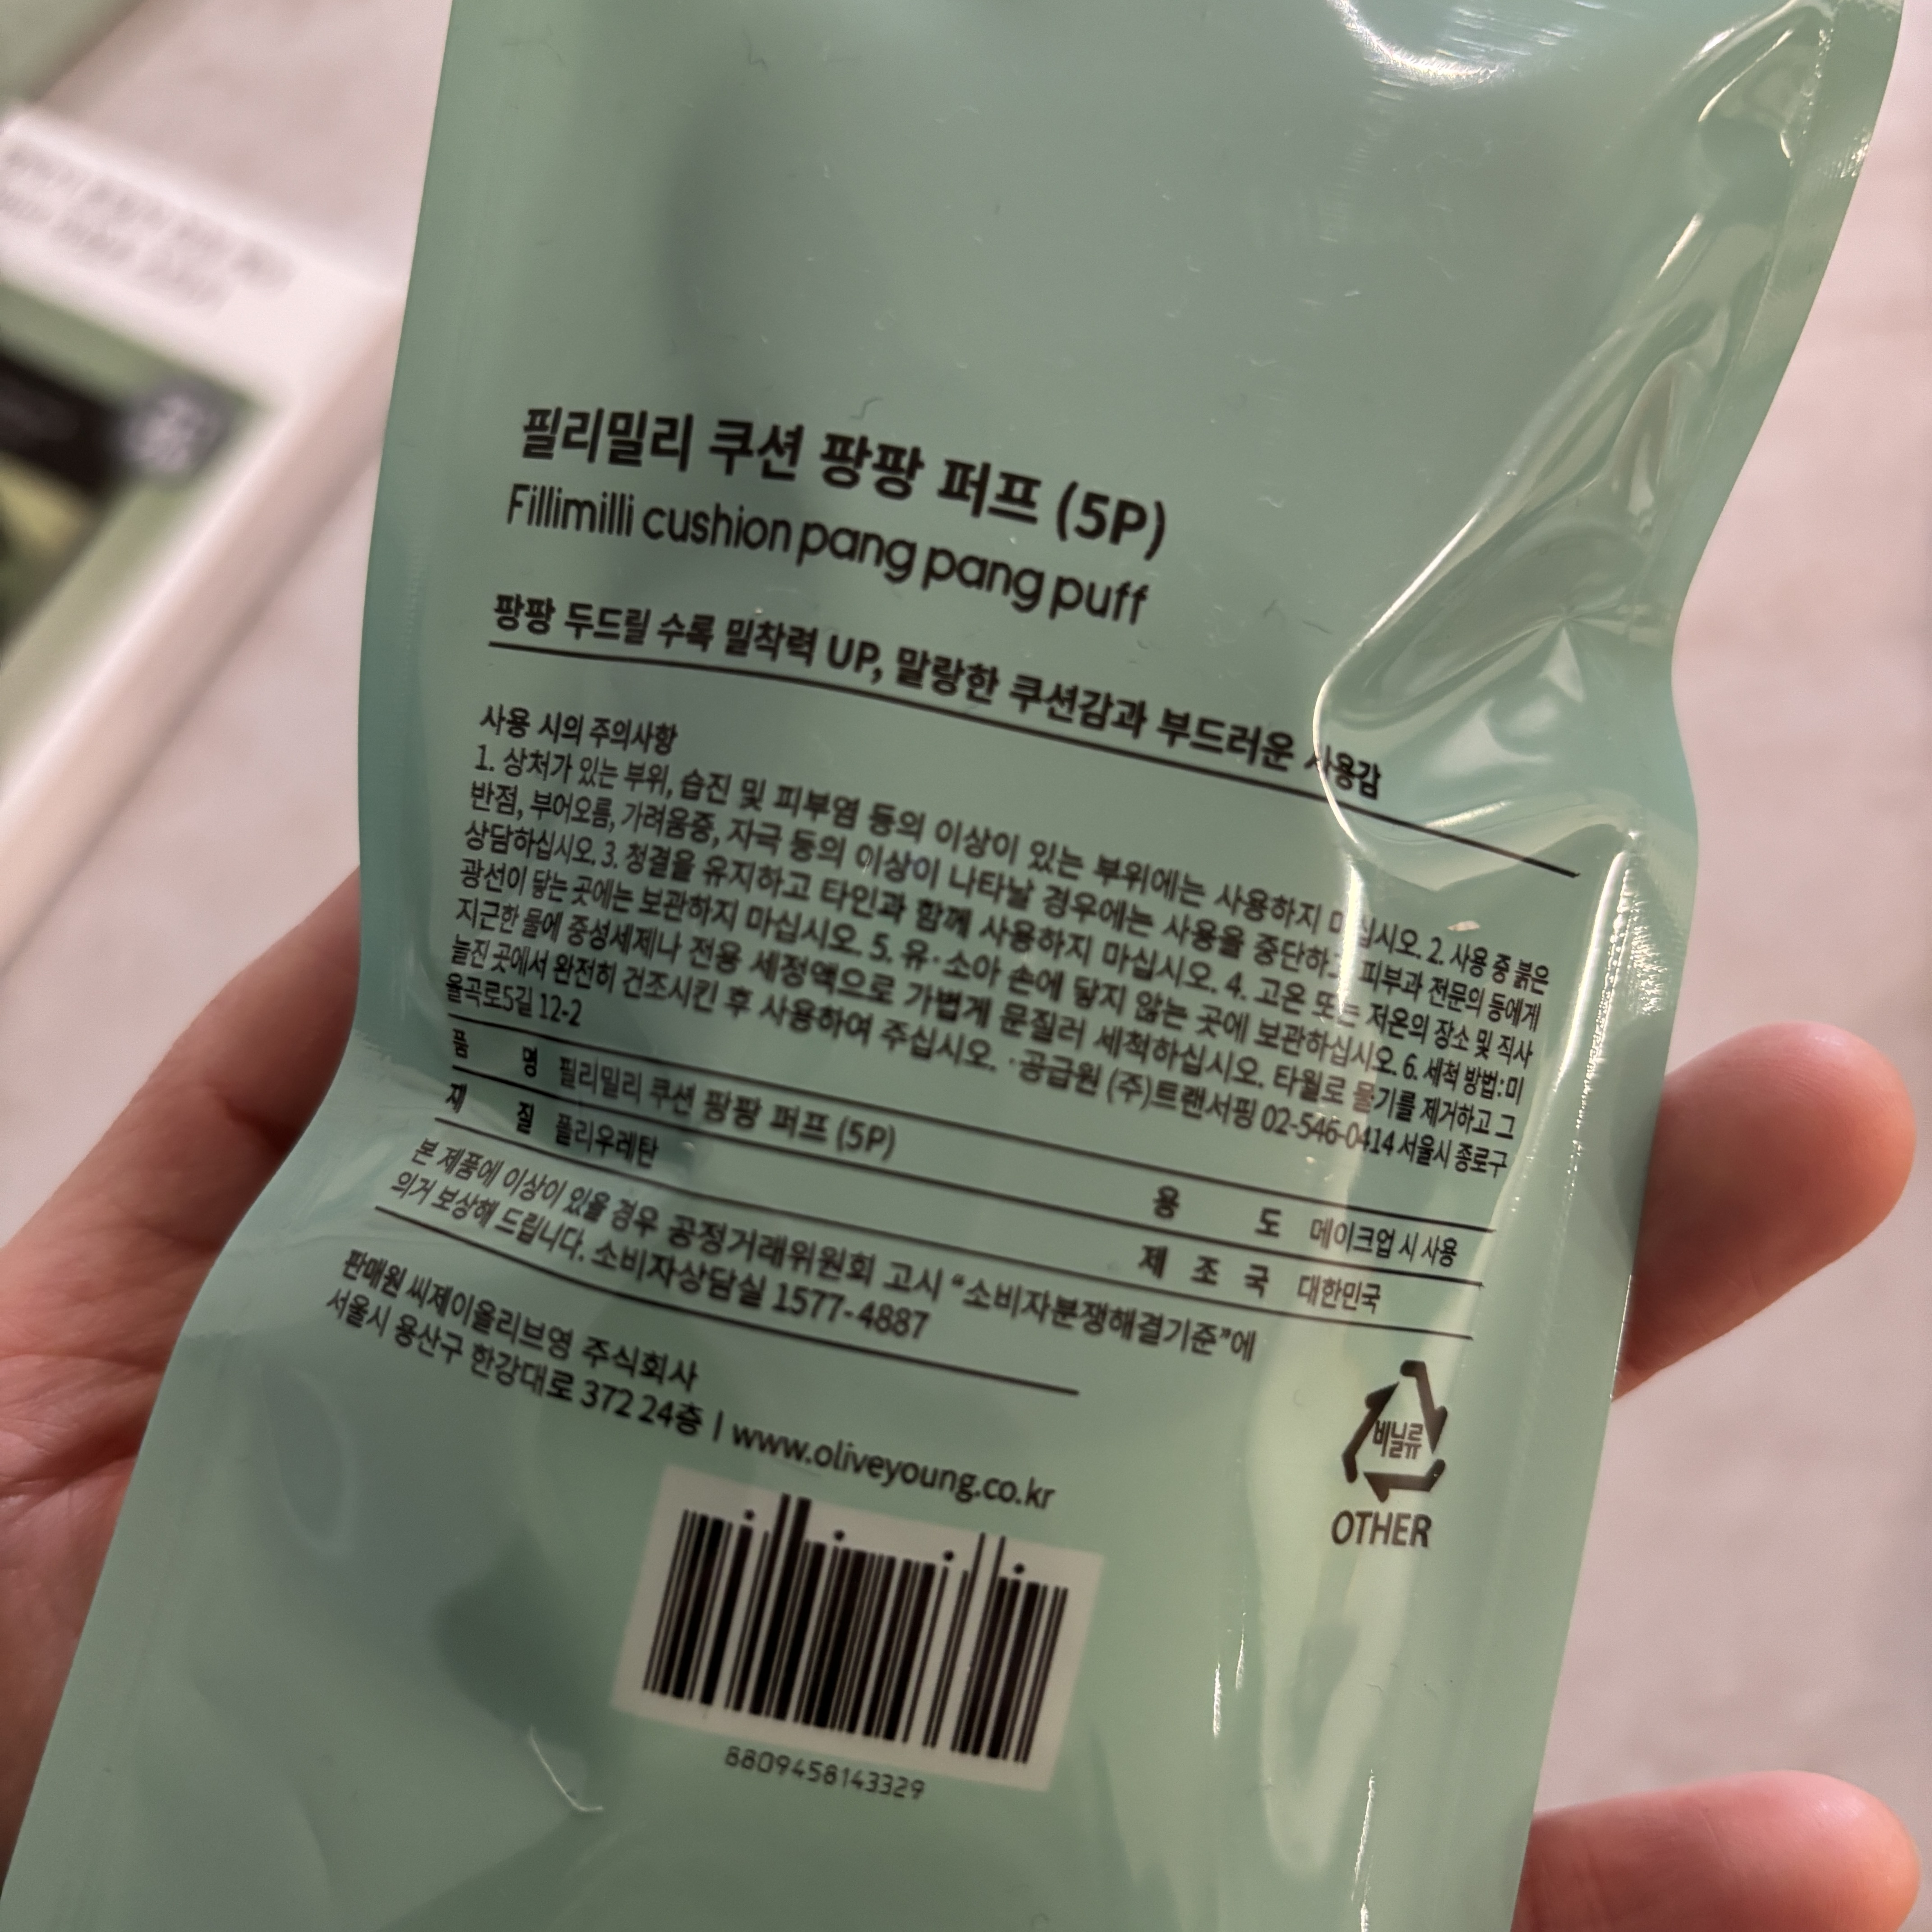 필리밀리 쿠션 팡팡 퍼프 (5P)
Fillimilli cushion pang pang puff
팡팡 두드릴 수록 밀착력 UP, 말랑한 쿠션감과 부드러운 사용감
사용 시의 주의사항
1. 상처가 있는 부위, 습진 및 피부염 등의 이상이 있는 부위에는 사용하지 마십시오. 2. 사용 중 붉은
반점, 부어오름, 가려움증, 자극 등의 이상이 나타날 경우에는 사용을 중단하고 피부과 전문의 등에게
상담하십시오. 3. 청결을 유지하고 타인과 함께 사용하지 마십시오. 4. 고온 또는 저온의 장소 및 직사
광선이 닿는 곳에는 보관하지 마십시오. 5. 유·소아 손에 닿지 않는 곳에 보관하십시오. 6. 세척 방법 : 미
지근한 물에 중성세제나 전용 세정액으로 가볍게 문질러 세척하십시오. 타월로 물기를 제거하고 그
늘진 곳에서 완전히 건조시킨 후 사용하여 주십시오. ·공급원 (주)트랜서핑 02-546-0414 서울시 종로구
율곡로5길 12-2
품 명 필리밀리 쿠션 팡팡 퍼프 (5P) 용 도 메이크업 시 사용
재 질 폴리우레탄 제 조 국 대한민국
본 제품에 이상이 있을 경우 공정거래위원회 고시 “소비자분쟁해결기준”에
의거 보상해 드립니다. 소비자상담실 1577-4887
판매원 씨제이올리브영 주식회사
서울시 용산구 한강대로 372 24층 | www.oliveyoung.co.kr
비닐류
OTHER
8809458143329